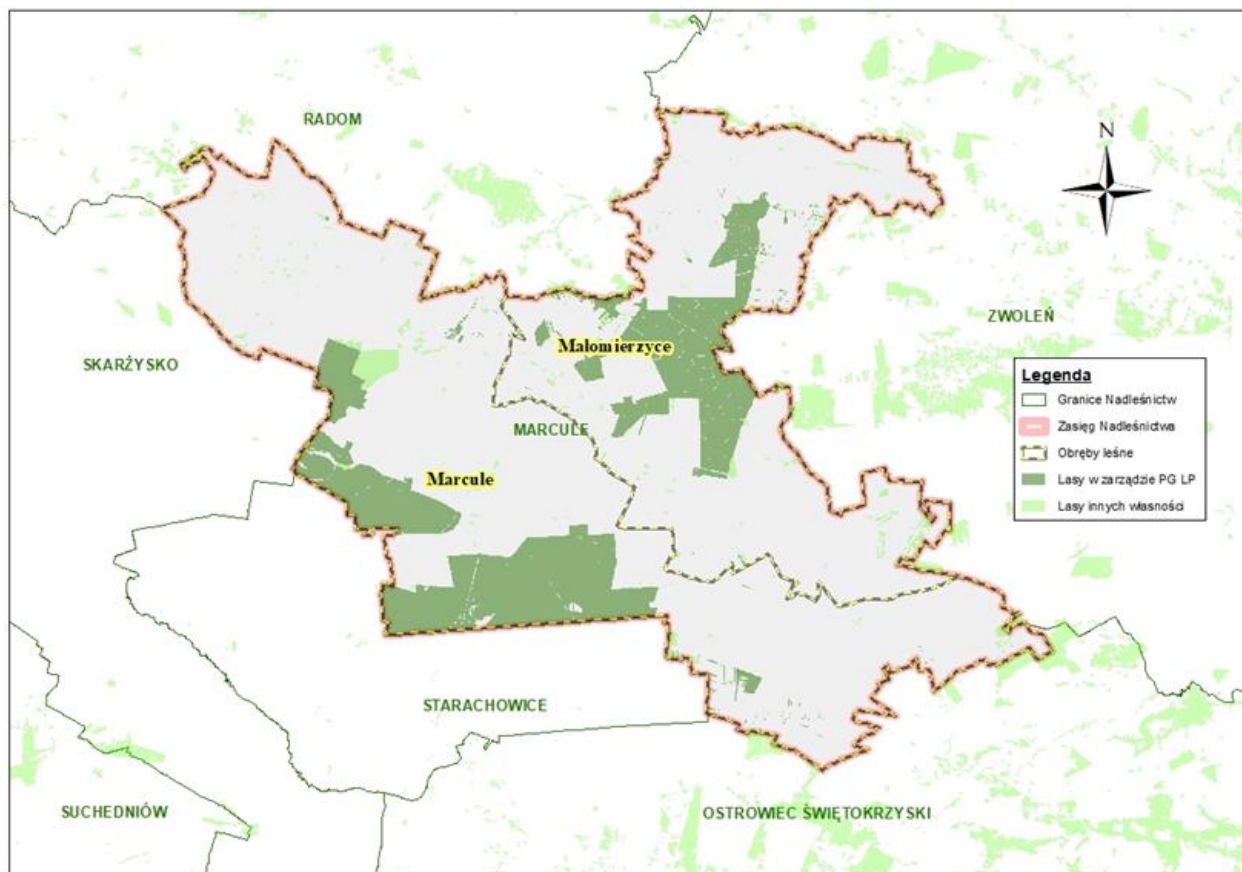 RADOM
N
ZWOLEŃ
Małomierzyce
SKARŻYSKO
Legenda
Granice Nadleśnictw
Zasięg Nadleśnictwa
Obręby leśne
Lasy w zarządzie PG LP
Lasy innych własności
MARCULE
Marcule
STARACHOWICE
SUCHEDNIÓW
OSTROWIEC ŚWIĘTOKRZYSKI